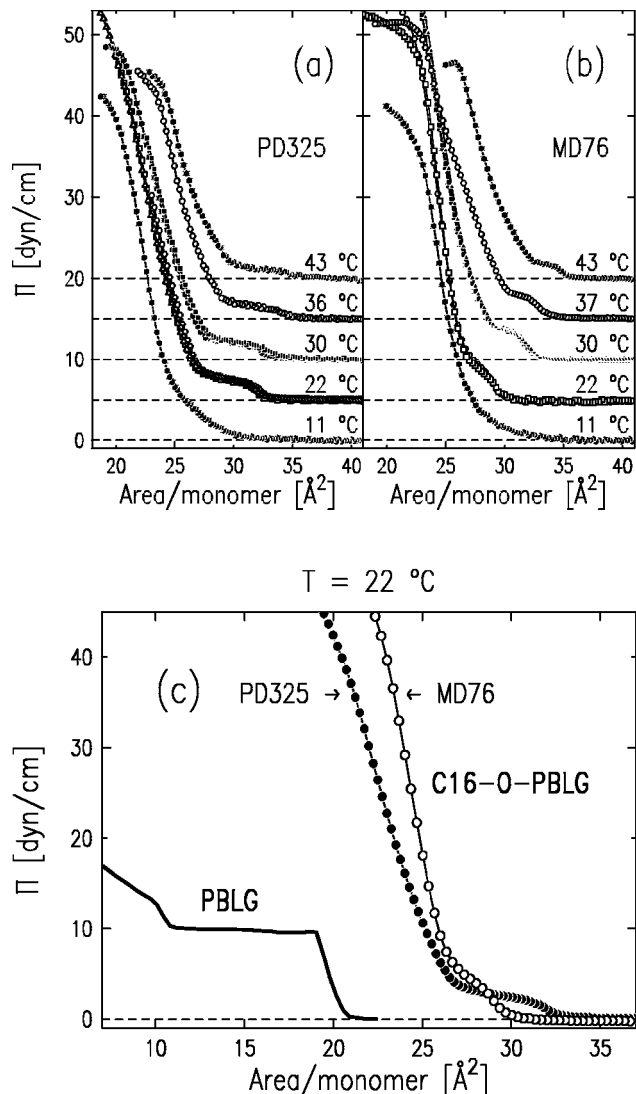 50
40
30
20
10
0
Π [dyn/cm]
(a)
PD325
43 °C
36 °C
30 °C
22 °C
11 °C
20 25 30 35 40
Area/monomer [Å²]
(b)
MD76
43 °C
37 °C
30 °C
22 °C
11 °C
20 25 30 35 40
Area/monomer [Å²]
T = 22 °C
40
30
20
10
0
Π [dyn/cm]
(c)
PD325 →
← MD76
C16-O-PBLG
PBLG
10 15 20 25 30 35
Area/monomer [Å²]